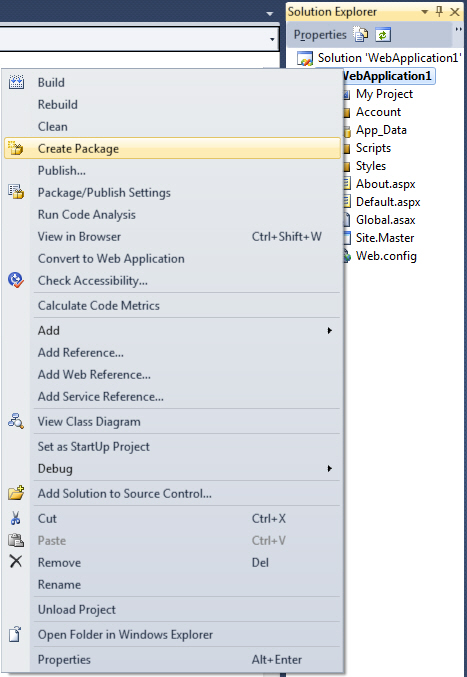 Solution Explorer
Properties
Solution 'WebApplication1'
WebApplication1
My Project
Account
App_Data
Scripts
Styles
About.aspx
Default.aspx
Global.asax
Site.Master
Web.config
Build
Rebuild
Clean
Create Package
Publish...
Package/Publish Settings
Run Code Analysis
View in Browser Ctrl+Shift+W
Convert to Web Application
Check Accessibility...
Calculate Code Metrics
Add
Add Reference...
Add Web Reference...
Add Service Reference...
View Class Diagram
Set as StartUp Project
Debug
Add Solution to Source Control...
Cut Ctrl+X
Paste Ctrl+V
Remove Del
Rename
Unload Project
Open Folder in Windows Explorer
Properties Alt+Enter